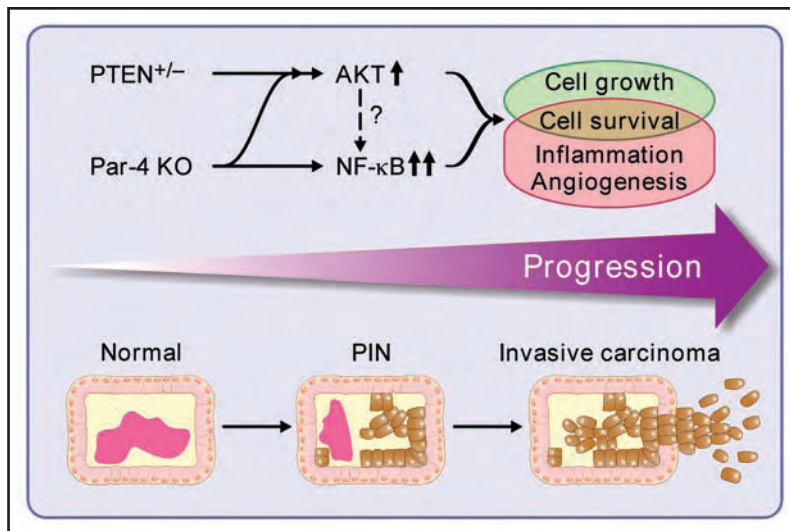 PTEN+/–
AKT
?
Par-4 KO
NF-κB
Cell growth
Cell survival
Inflammation
Angiogenesis
Progression
Normal
PIN
Invasive carcinoma